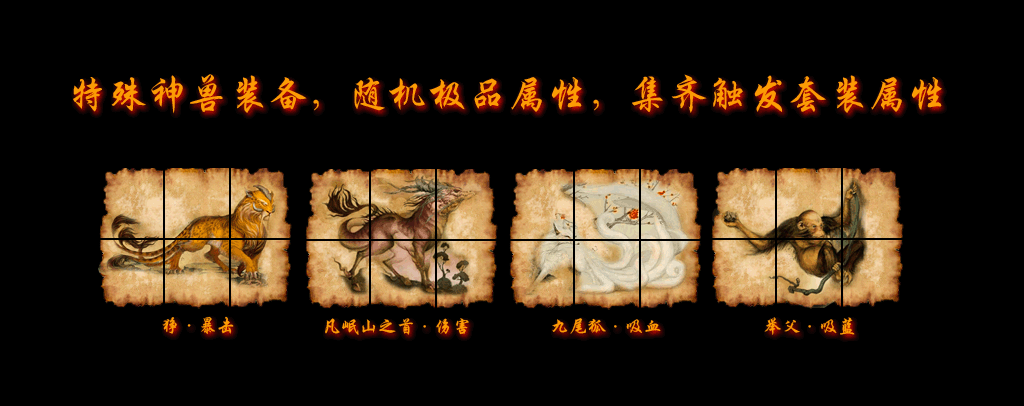 特殊神兽装备，随机极品属性，集齐触发套装属性
狰·暴击
凡岷山之首·伤害
九尾狐·吸血
举父·吸蓝